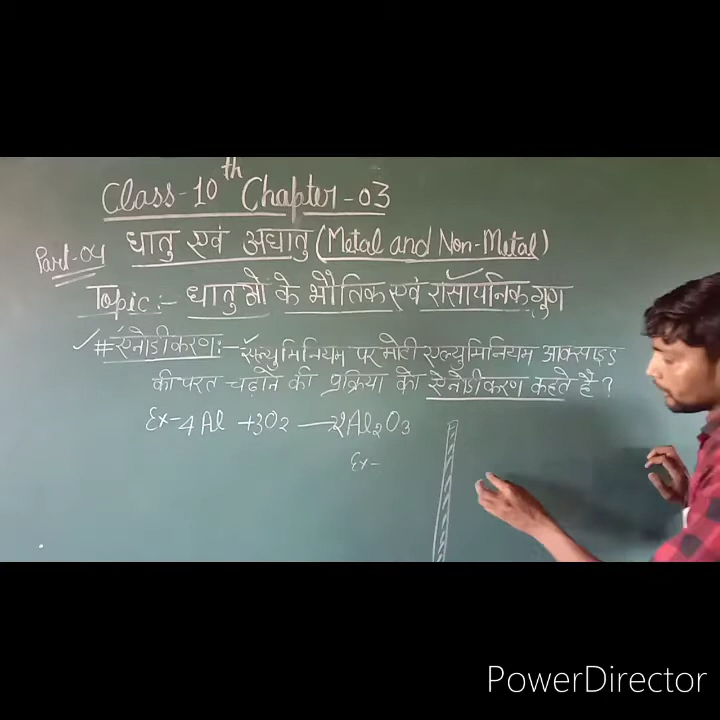 Class-10th Chapter-03
Part-04 धातु एवं अधातु (Metal and Non-Metal)
Topic:- धातुओं के भौतिक एवं रासायनिक गुण
✓ #ऐनोडीकरण:- एल्युमिनियम पर मोटी एल्युमिनियम आक्साइड
की परत चढ़ाने की प्रक्रिया को ऐनोडीकरण कहते है?
Ex- 4Al + 3O2 → 2Al2O3
Ex-
PowerDirector